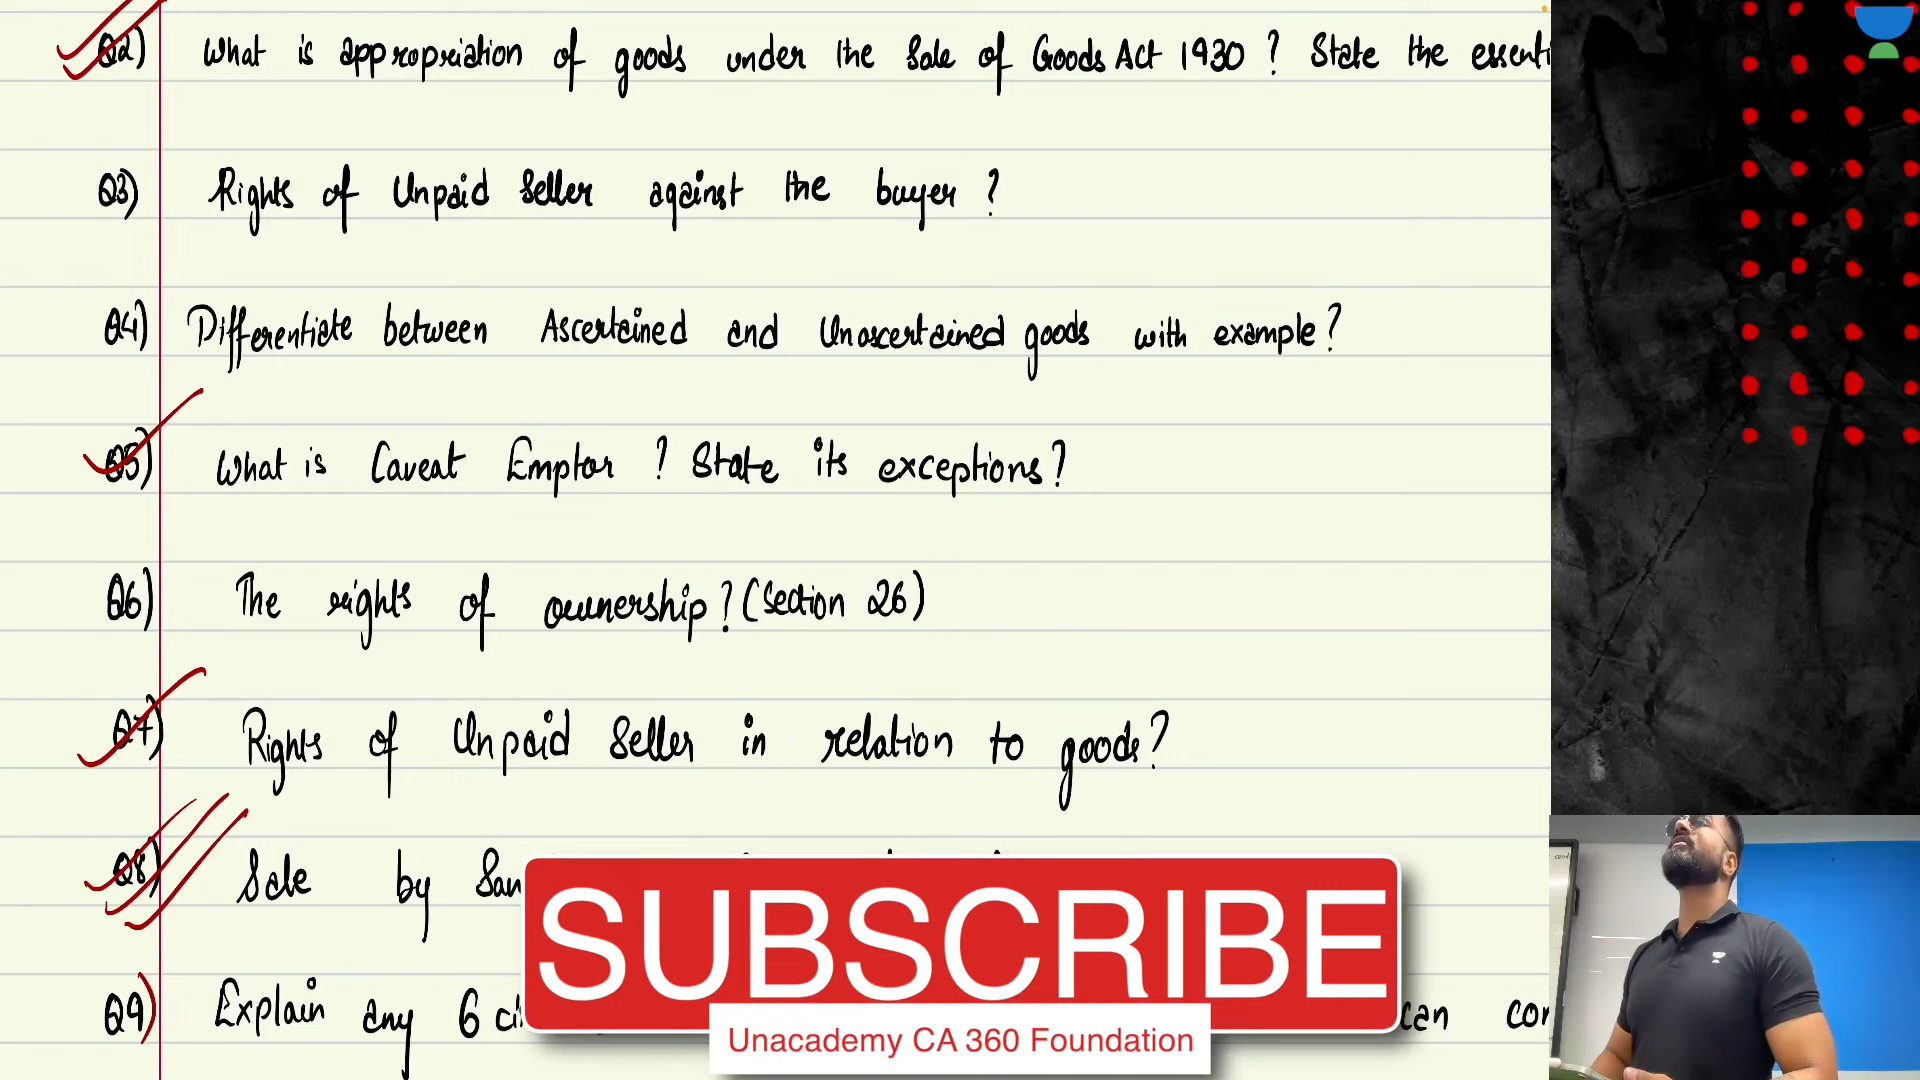 Q2) What is appropriation of goods under the Sale of Goods Act 1930 ? State the essenti
Q3) Rights of Unpaid Seller against the buyer ?
Q4) Differentiate between Ascertained and Unascertained goods with example?
Q5) What is Caveat Emptor ? State its exceptions?
Q6) The rights of ownership? (Section 26)
Q7) Rights of Unpaid Seller in relation to goods?
Q8) Sale by
Q9) Explain any 6 can
SUBSCRIBE
Unacademy CA 360 Foundation